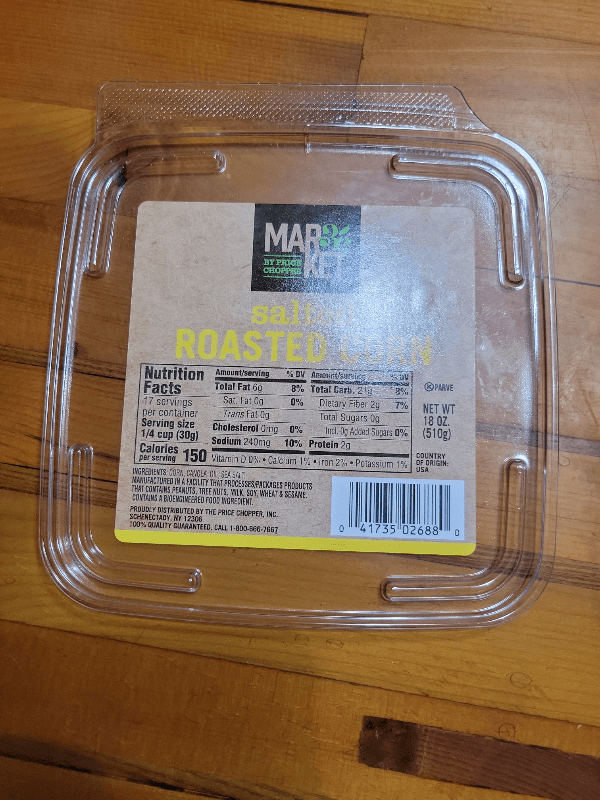 MAR32
KET
BY PRICE
CHOPPER
salted
ROASTED CORN
Nutrition
Facts
17 servings
per container
Serving size
1/4 cup (30g)
Calories
per serving 150
Amount/serving % DV
Total Fat 6g 8%
Sat. Fat 0g 0%
Trans Fat 0g
Cholesterol 0mg 0%
Sodium 240mg 10%
Amount/serving % DV
Total Carb. 21g 8%
Dietary Fiber 2g 7%
Total Sugars 0g
Incl. 0g Added Sugars 0%
Protein 2g
Vitamin D 0% • Calcium 1% • Iron 2% • Potassium 1%
K PARVE
NET WT
18 OZ.
(510g)
COUNTRY
OF ORIGIN:
USA
INGREDIENTS: CORN, CANOLA OIL, SEA SALT
MANUFACTURED IN A FACILITY THAT PROCESSES/PACKAGES PRODUCTS
THAT CONTAINS PEANUTS, TREE NUTS, MILK, SOY, WHEAT & SESAME.
CONTAINS A BIOENGINEERED FOOD INGREDIENT.
PROUDLY DISTRIBUTED BY THE PRICE CHOPPER, INC.
SCHENECTADY, NY 12306
100% QUALITY GUARANTEED, CALL 1-800-666-7667
0 41735 02688 0